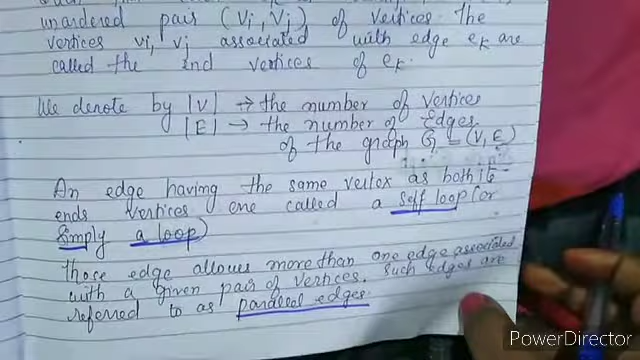 unardered pair (Vi, Vj) of vertices. The
vertices vi, vj associated with edge eK are
called the end vertices of eK.
We denote by |V| → the number of vertices
|E| → the number of Edges
of the graph G = (V, E)
An edge having the same vertex as both its
ends vertices are called a Self loop (or
Simply a loop)
Those edge allows more than one edge associated
with a given pair of vertices. Such edges are
referred to as parallel edges.
PowerDirector